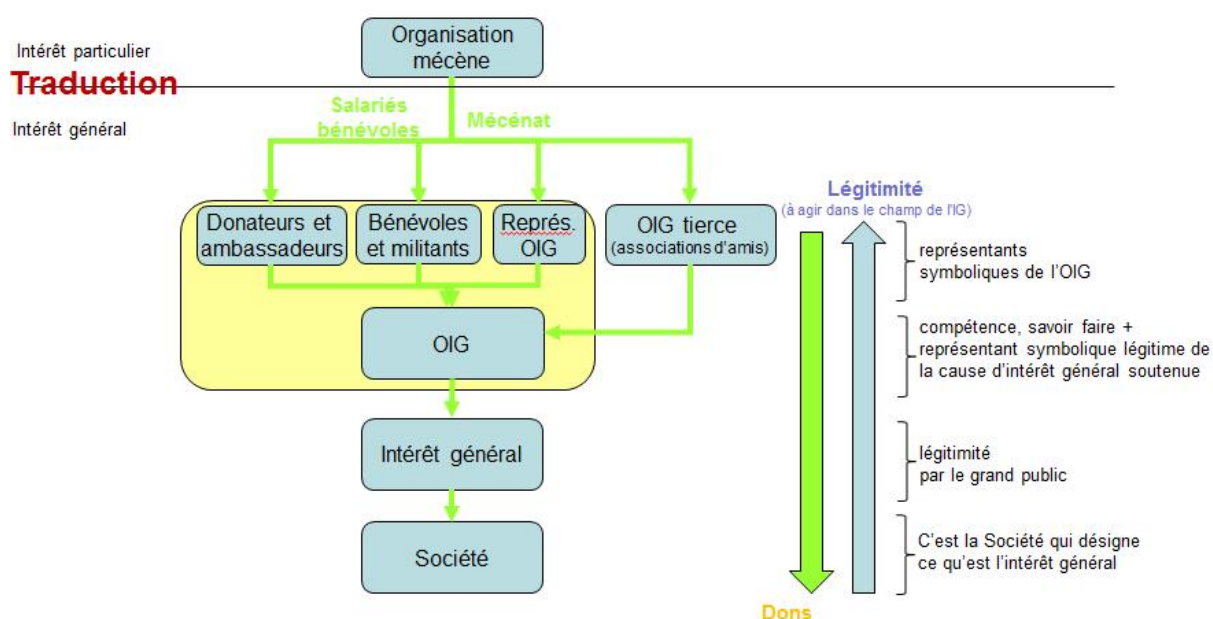 Organisation
mécène
Intérêt particulier
Traduction
Intérêt général
Salariés
bénévoles
Mécénat
Donateurs et
ambassadeurs
Bénévoles
et militants
Représ.
OIG
OIG tierce
(associations d'amis)
OIG
Intérêt général
Société
Légitimité
(à agir dans le champ de l'IG)
représentants
symboliques de l'OIG
compétence, savoir faire +
représentant symbolique légitime de
la cause d'intérêt général soutenue
légitimité
par le grand public
C'est la Société qui désigne
ce qu'est l'intérêt général
Dons